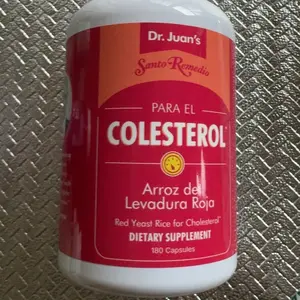 Dr. Juan's
Santo Remedio
PARA EL
COLESTEROL*
Arroz de
Levadura Roja
Red Yeast Rice for Cholesterol*
DIETARY SUPPLEMENT
180 Capsules